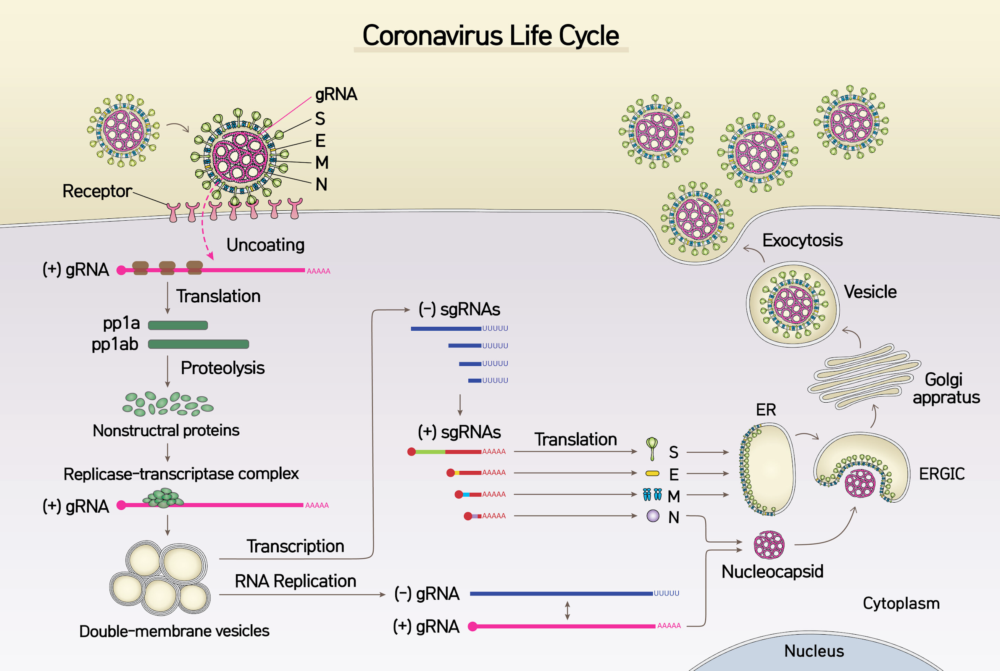 Coronavirus Life Cycle
gRNA
S
E
M
N
Receptor
Uncoating
(+) gRNA
AAAAA
Translation
pp1a
pp1ab
Proteolysis
Nonstructral proteins
Replicase-transcriptase complex
(+) gRNA
AAAAA
Double-membrane vesicles
Transcription
RNA Replication
(-) sgRNAs
UUUUU
UUUUU
UUUUU
UUUUU
(+) sgRNAs
AAAAA
AAAAA
AAAAA
AAAAA
Translation
S
E
M
N
(-) gRNA
UUUUU
(+) gRNA
AAAAA
Nucleocapsid
ER
ERGIC
Golgi
appratus
Vesicle
Exocytosis
Cytoplasm
Nucleus